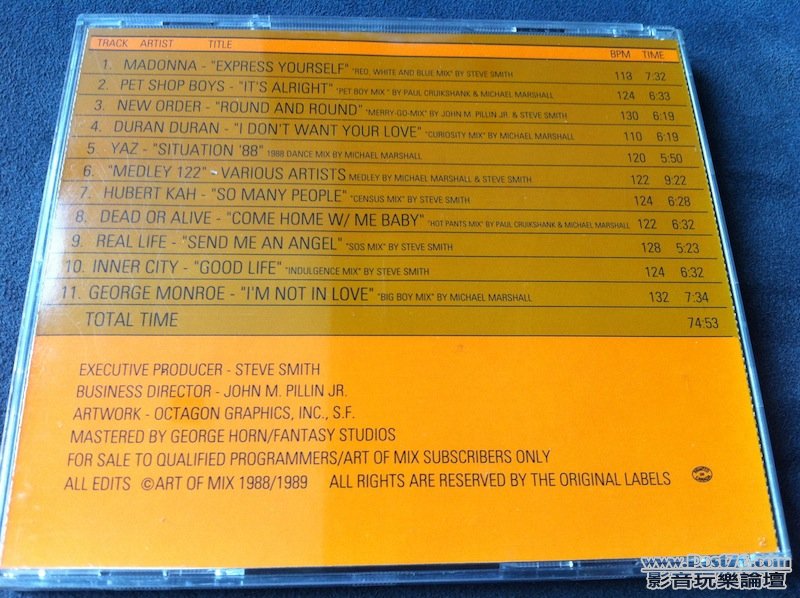 TRACK ARTIST TITLE BPM TIME
1. MADONNA - "EXPRESS YOURSELF" "RED, WHITE AND BLUE MIX" BY STEVE SMITH 113 7:32
2. PET SHOP BOYS - "IT'S ALRIGHT" "PET BOY MIX" BY PAUL CRUIKSHANK & MICHAEL MARSHALL 124 6:33
3. NEW ORDER - "ROUND AND ROUND" "MERRY-GO-MIX" BY JOHN M. PILLIN JR. & STEVE SMITH 130 6:19
4. DURAN DURAN - "I DON'T WANT YOUR LOVE" "CURIOSITY MIX" BY MICHAEL MARSHALL 110 6:19
5 YAZ - "SITUATION '88" 1988 DANCE MIX BY MICHAEL MARSHALL 120 5:50
6. "MEDLEY 122" - VARIOUS ARTISTS MEDLEY BY MICHAEL MARSHALL & STEVE SMITH 122 9:22
7. HUBERT KAH - "SO MANY PEOPLE" "CENSUS MIX" BY STEVE SMITH 124 6:28
8. DEAD OR ALIVE - "COME HOME W/ ME BABY" "HOT PANTS MIX" BY PAUL CRUIKSHANK & MICHAEL MARSHALL 122 6:32
9. REAL LIFE - "SEND ME AN ANGEL" "SOS MIX" BY STEVE SMITH 128 5:23
10. INNER CITY - "GOOD LIFE" "INDULGENCE MIX" BY STEVE SMITH 124 6:32
11. GEORGE MONROE - "I'M NOT IN LOVE" "BIG BOY MIX" BY MICHAEL MARSHALL 132 7:34
TOTAL TIME 74:53
EXECUTIVE PRODUCER - STEVE SMITH
BUSINESS DIRECTOR - JOHN M. PILLIN JR.
ARTWORK - OCTAGON GRAPHICS, INC., S.F.
MASTERED BY GEORGE HORN/FANTASY STUDIOS
FOR SALE TO QUALIFIED PROGRAMMERS/ART OF MIX SUBSCRIBERS ONLY
ALL EDITS ©ART OF MIX 1988/1989 ALL RIGHTS ARE RESERVED BY THE ORIGINAL LABELS
www.Post76.com
影音玩樂論壇